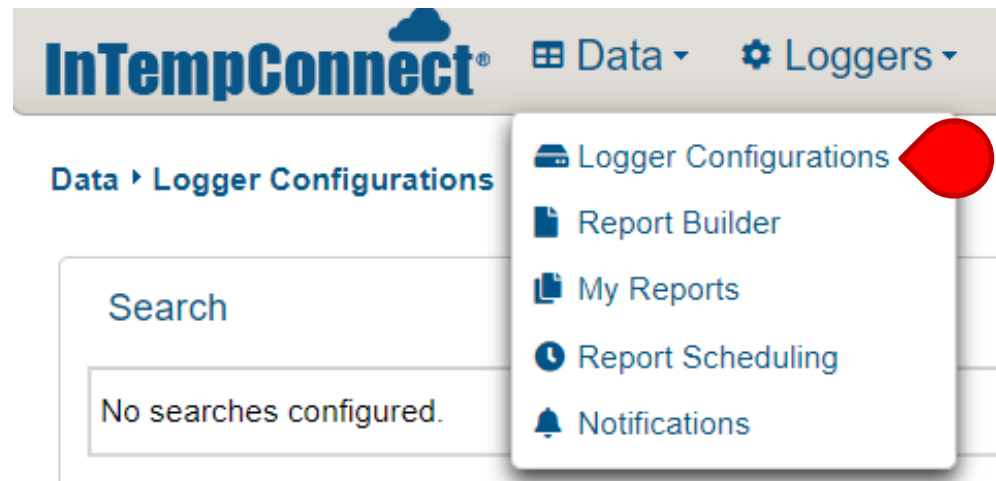 InTempConnect® Data Loggers
Data Logger Configurations
Search
No searches configured.
Logger Configurations
Report Builder
My Reports
Report Scheduling
Notifications